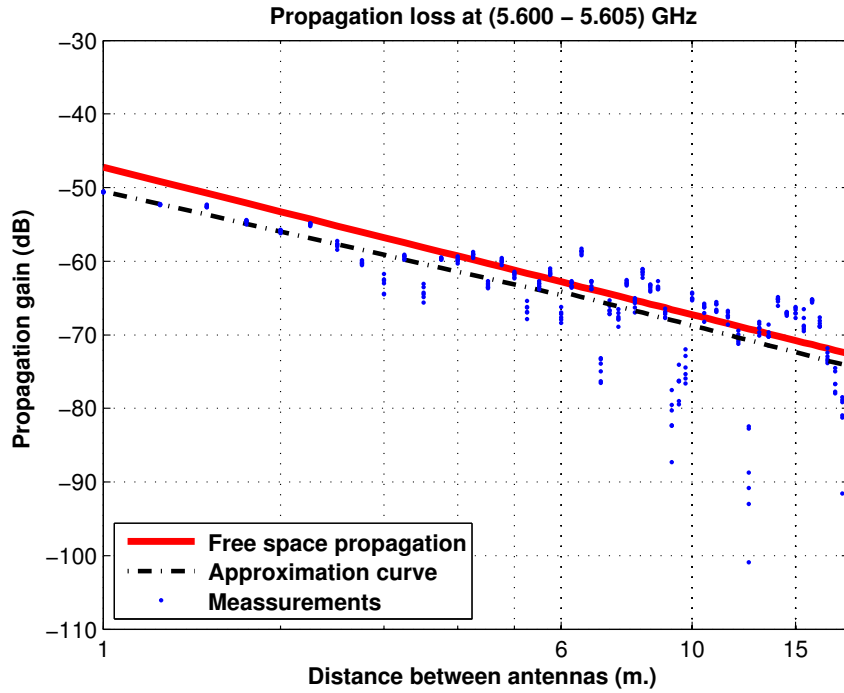 Propagation loss at (5.600 − 5.605) GHz
Propagation gain (dB)
−30
−40
−50
−60
−70
−80
−90
−100
−110
Free space propagation
Approximation curve
Meassurements
1
6
10
15
Distance between antennas (m.)